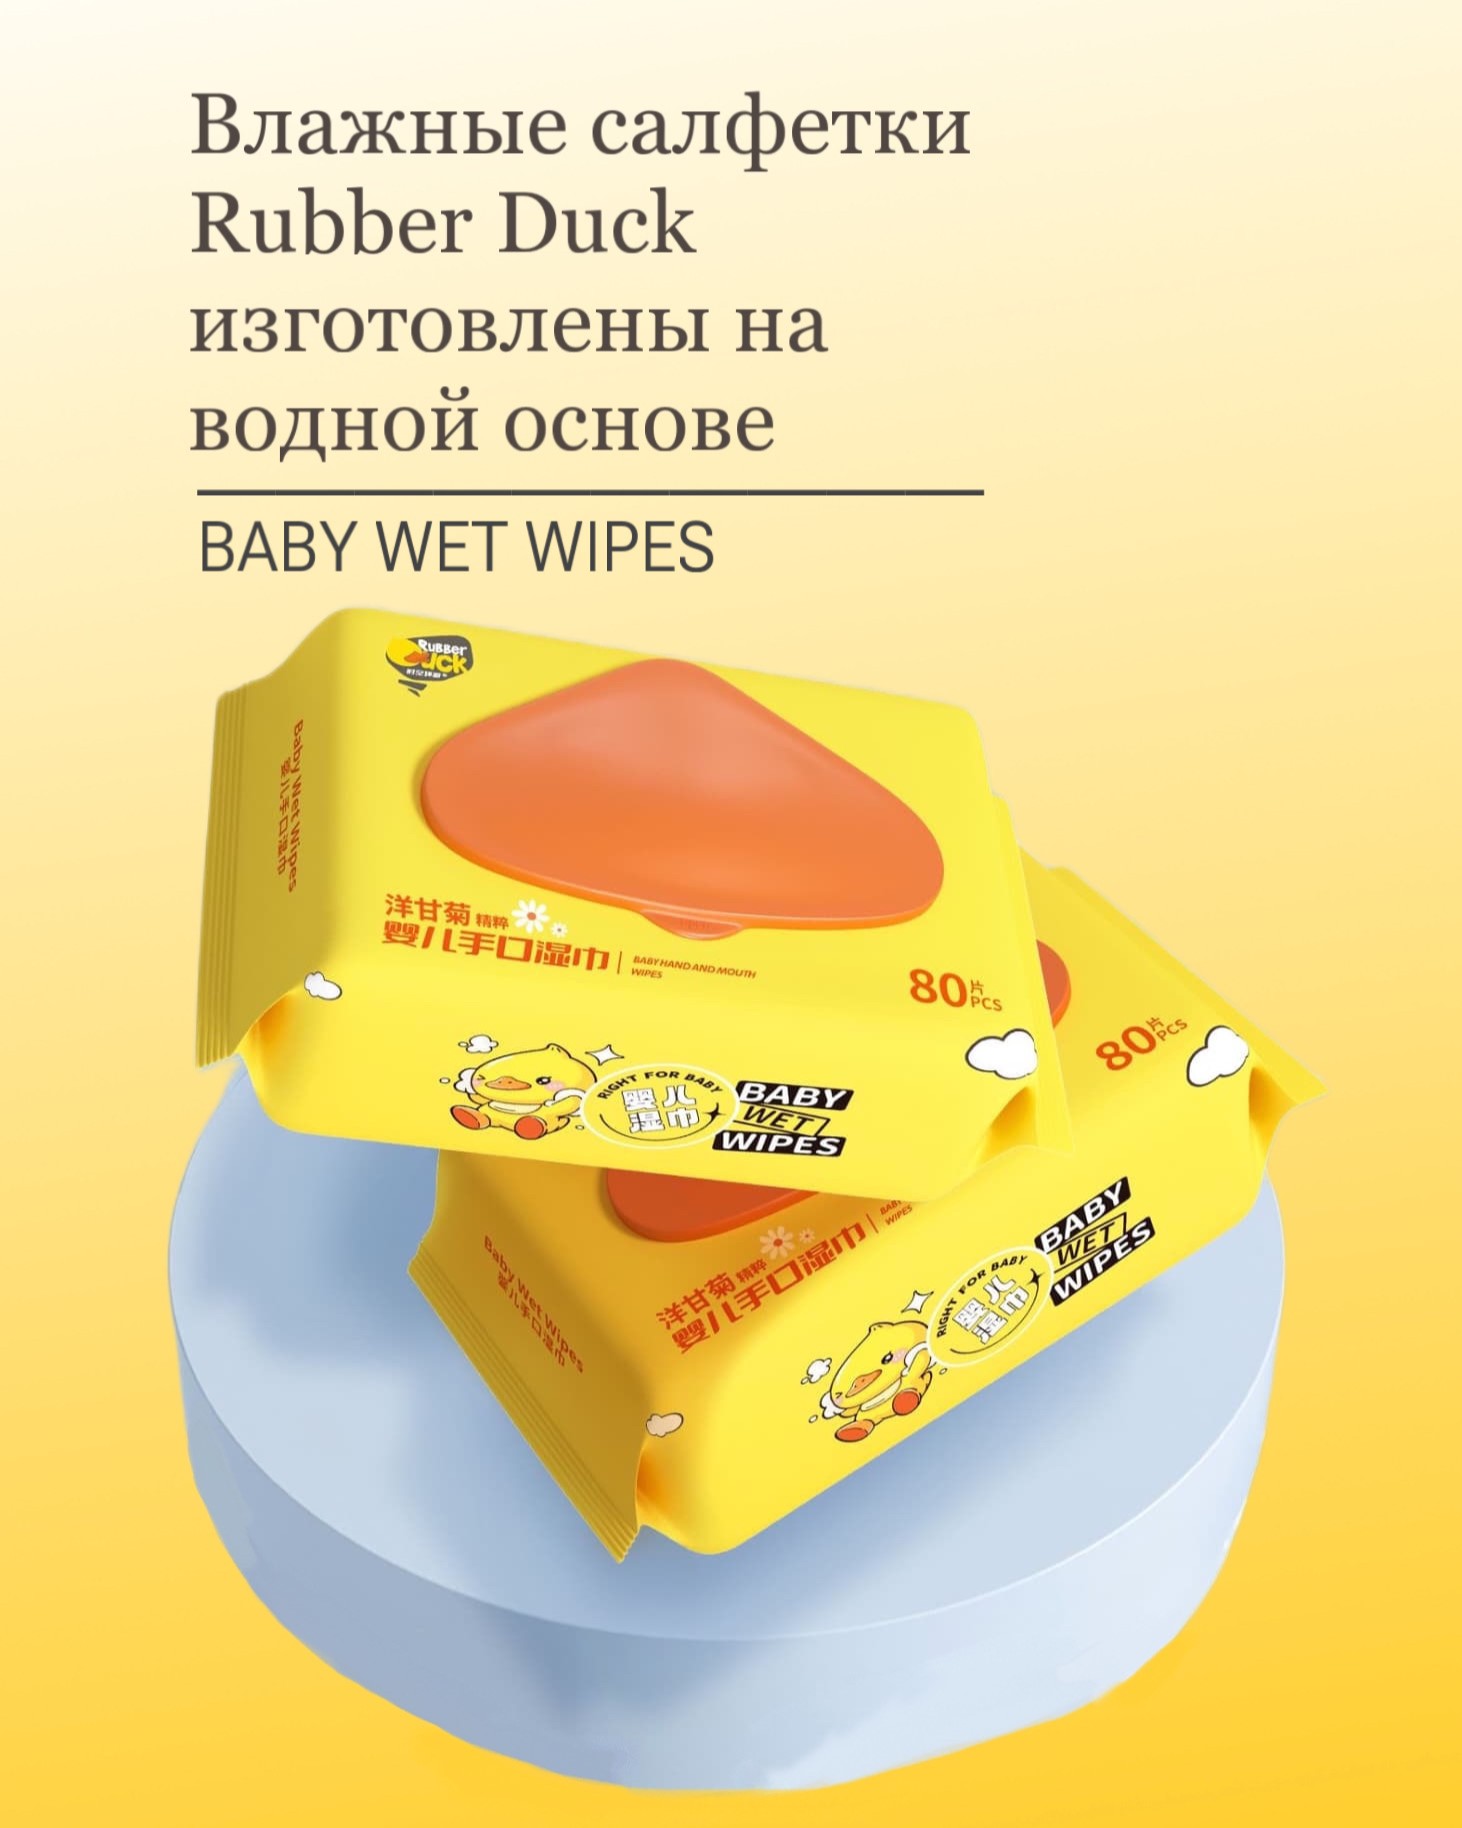 Влажные салфетки
Rubber Duck
изготовлены на
водной основе
BABY WET WIPES
RUBBER
DUCK
Baby Wet Wipes
婴儿手口湿巾
洋甘菊 精粹
婴儿手口湿巾
BABY HAND AND MOUTH
WIPES
80片
PCS
RIGHT FOR BABY
婴儿
湿巾
BABY
WET
WIPES
80片
PCS
Baby Wet Wipes
婴儿手口湿巾
洋甘菊 精粹
婴儿手口湿巾
BABY
WIPES
RIGHT FOR BABY
婴儿
湿巾
BABY
WET
WIPES